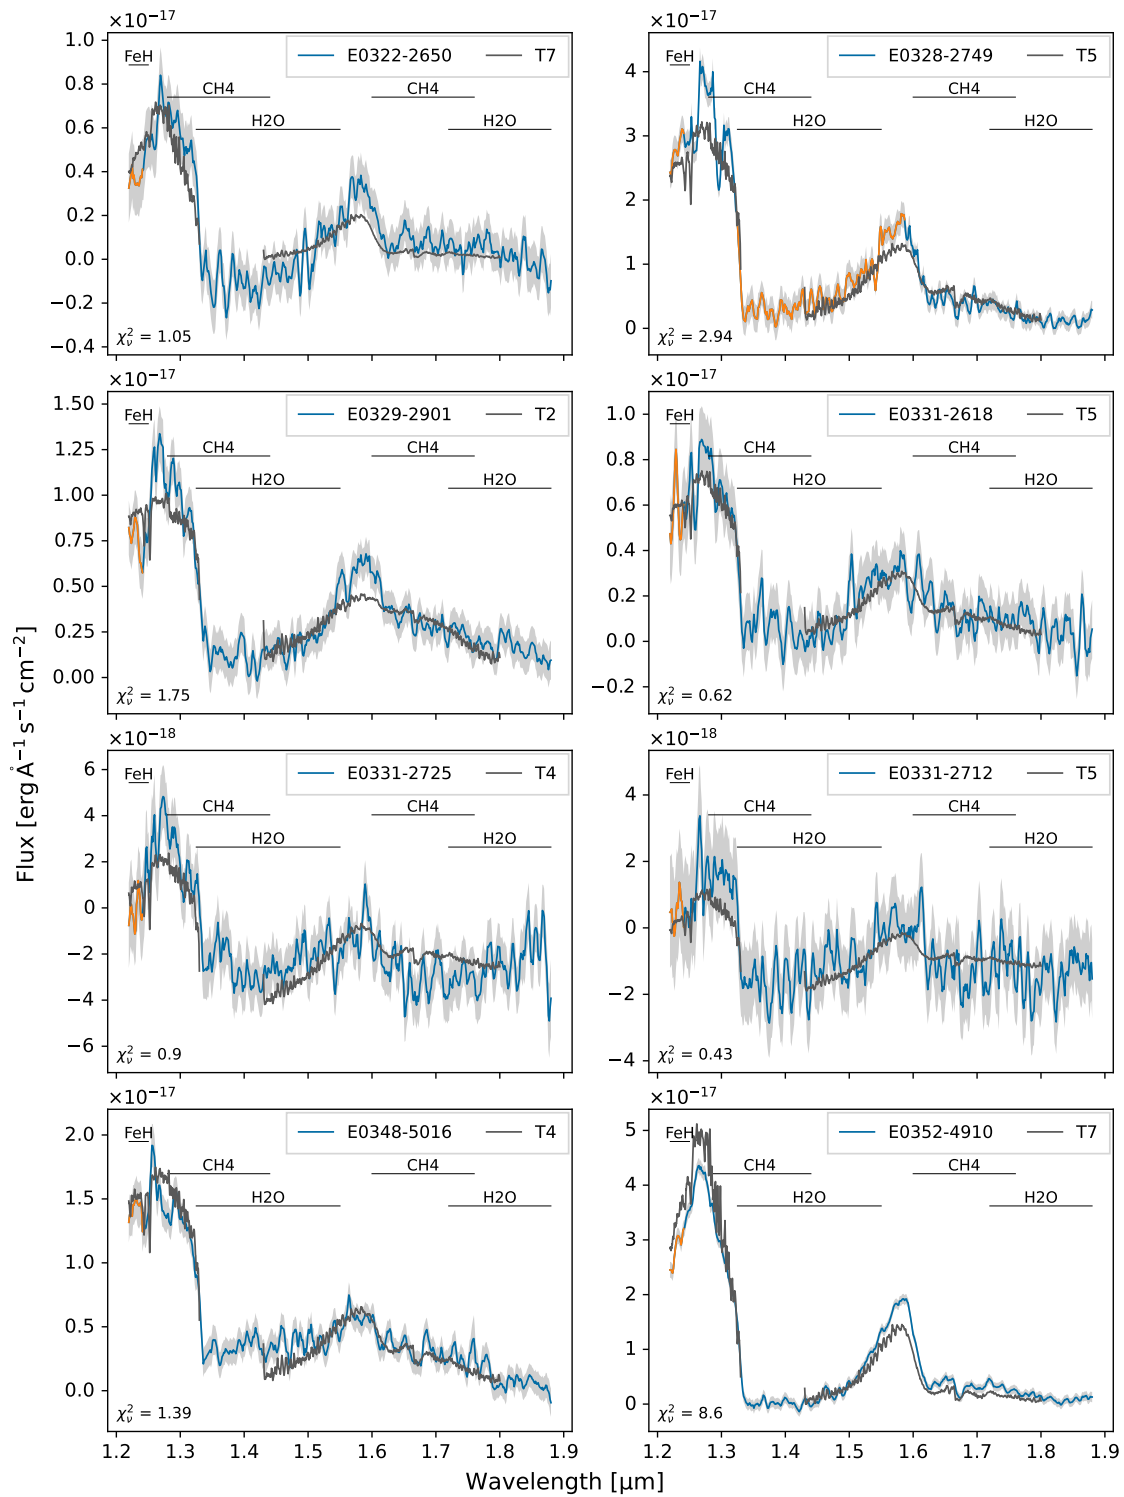 ×10⁻¹⁷
FeH
E0322-2650 T7
CH4 CH4
H2O H2O
1.0
0.8
0.6
0.4
0.2
0.0
−0.2
−0.4
χ²ᵥ = 1.05
×10⁻¹⁷
FeH
E0328-2749 T5
CH4 CH4
H2O H2O
4
3
2
1
0
χ²ᵥ = 2.94
×10⁻¹⁷
FeH
E0329-2901 T2
CH4 CH4
H2O H2O
1.50
1.25
1.00
0.75
0.50
0.25
0.00
χ²ᵥ = 1.75
×10⁻¹⁷
FeH
E0331-2618 T5
CH4 CH4
H2O H2O
1.0
0.8
0.6
0.4
0.2
0.0
−0.2
χ²ᵥ = 0.62
×10⁻¹⁸
FeH
E0331-2725 T4
CH4 CH4
H2O H2O
6
4
2
0
−2
−4
−6
χ²ᵥ = 0.9
×10⁻¹⁸
FeH
E0331-2712 T5
CH4 CH4
H2O H2O
4
2
0
−2
−4
χ²ᵥ = 0.43
×10⁻¹⁷
FeH
E0348-5016 T4
CH4 CH4
H2O H2O
2.0
1.5
1.0
0.5
0.0
χ²ᵥ = 1.39
1.2 1.3 1.4 1.5 1.6 1.7 1.8 1.9
×10⁻¹⁷
FeH
E0352-4910 T7
CH4 CH4
H2O H2O
5
4
3
2
1
0
χ²ᵥ = 8.6
1.2 1.3 1.4 1.5 1.6 1.7 1.8 1.9
Flux [erg Å⁻¹ s⁻¹ cm⁻²]
Wavelength [μm]